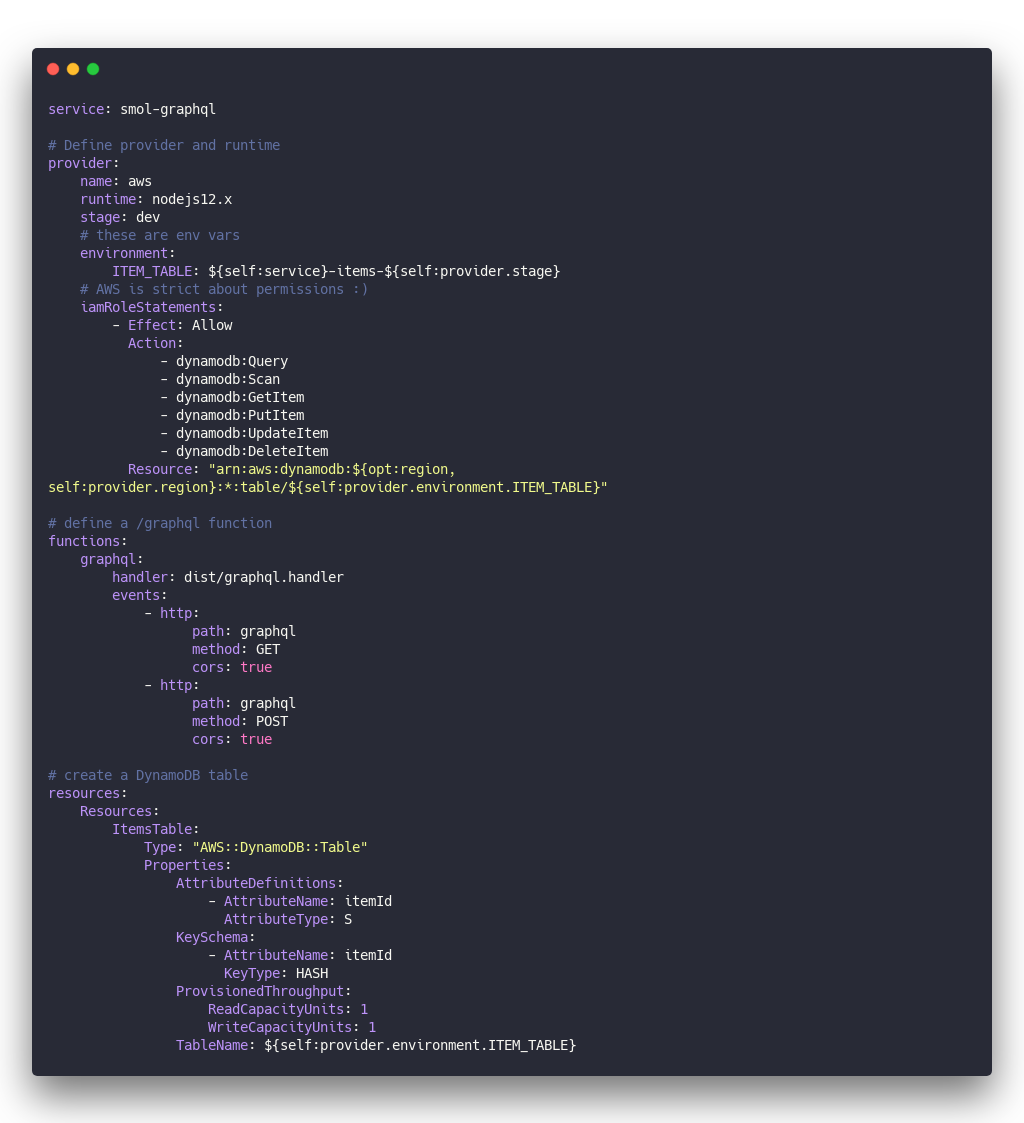 service: smol-graphql

# Define provider and runtime
provider:
    name: aws
    runtime: nodejs12.x
    stage: dev
    # these are env vars
    environment:
        ITEM_TABLE: ${self:service}-items-${self:provider.stage}
    # AWS is strict about permissions :)
    iamRoleStatements:
        - Effect: Allow
          Action:
              - dynamodb:Query
              - dynamodb:Scan
              - dynamodb:GetItem
              - dynamodb:PutItem
              - dynamodb:UpdateItem
              - dynamodb:DeleteItem
          Resource: "arn:aws:dynamodb:${opt:region,
self:provider.region}:*:table/${self:provider.environment.ITEM_TABLE}"

# define a /graphql function
functions:
    graphql:
        handler: dist/graphql.handler
        events:
            - http:
                  path: graphql
                  method: GET
                  cors: true
            - http:
                  path: graphql
                  method: POST
                  cors: true

# create a DynamoDB table
resources:
    Resources:
        ItemsTable:
            Type: "AWS::DynamoDB::Table"
            Properties:
                AttributeDefinitions:
                    - AttributeName: itemId
                      AttributeType: S
                KeySchema:
                    - AttributeName: itemId
                      KeyType: HASH
                ProvisionedThroughput:
                    ReadCapacityUnits: 1
                    WriteCapacityUnits: 1
                TableName: ${self:provider.environment.ITEM_TABLE}